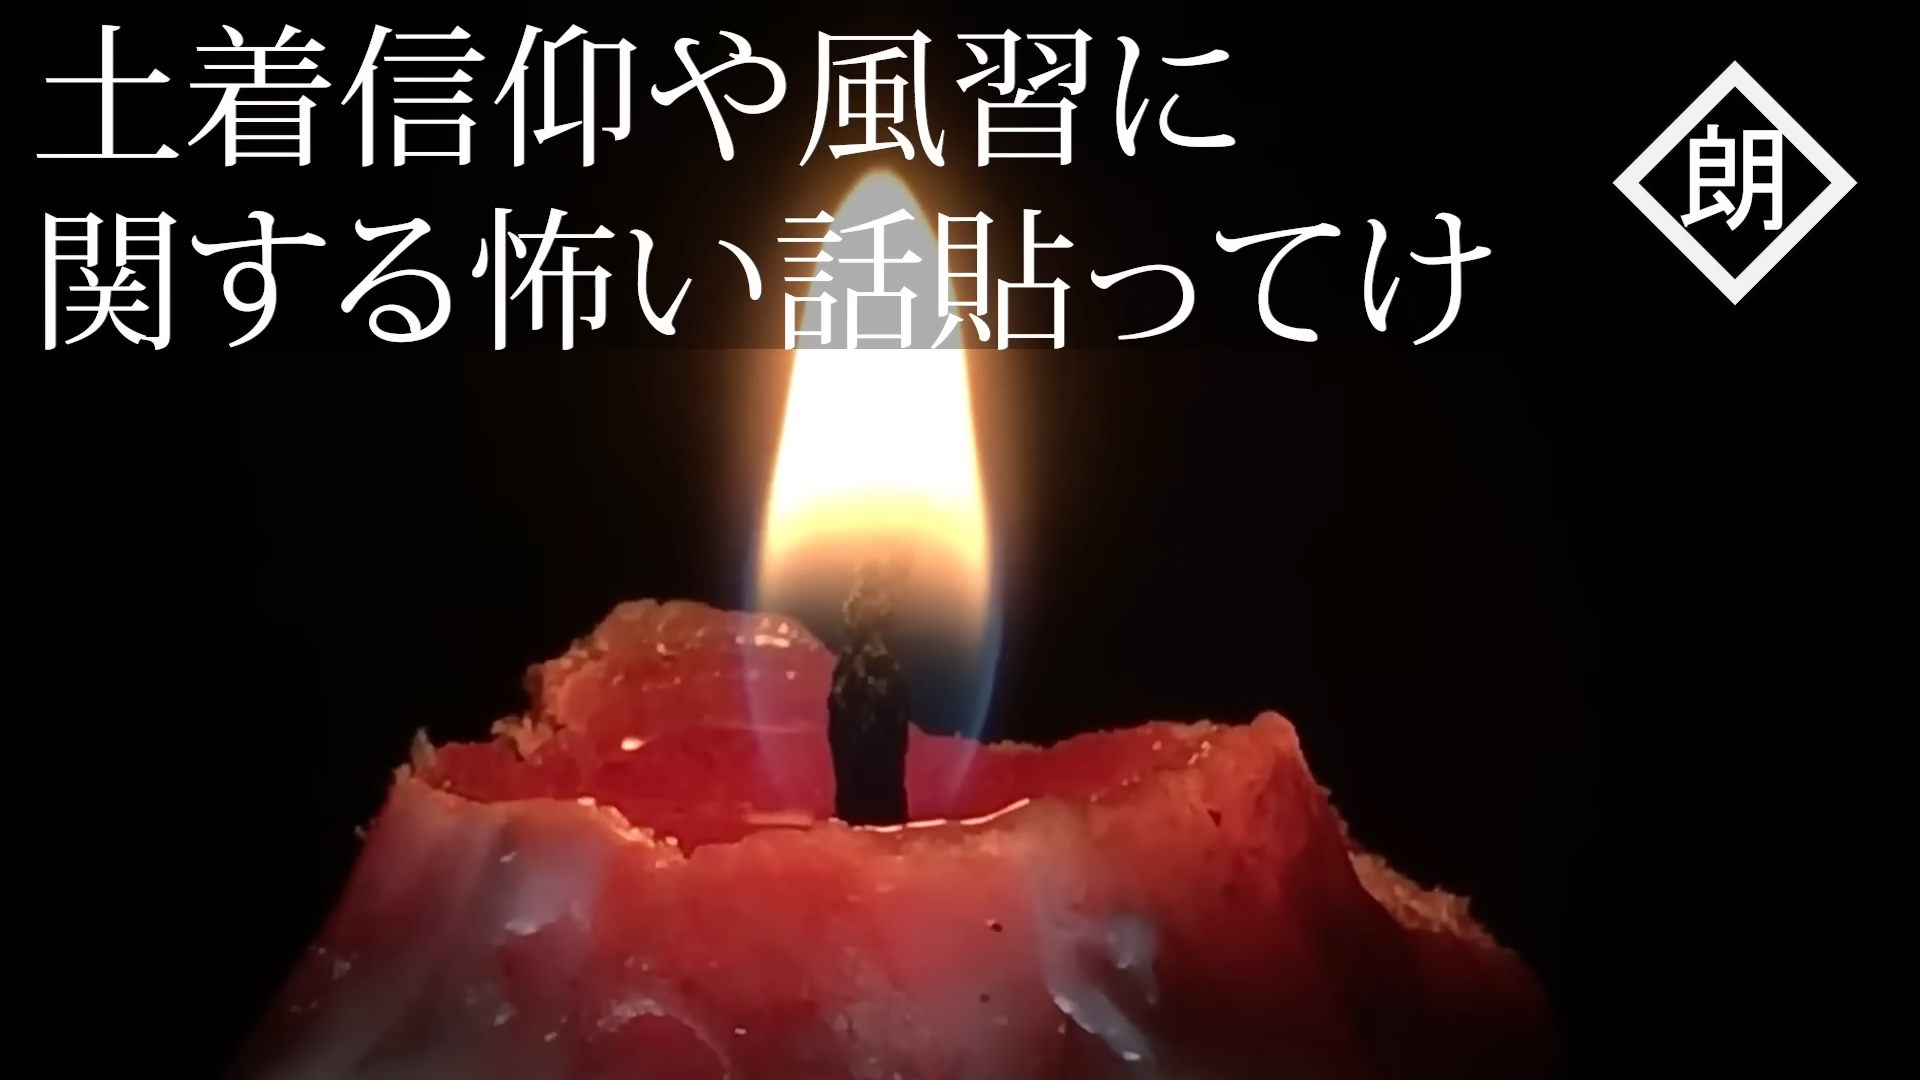 土着信仰や風習に
関する怖い話貼ってけ
朗